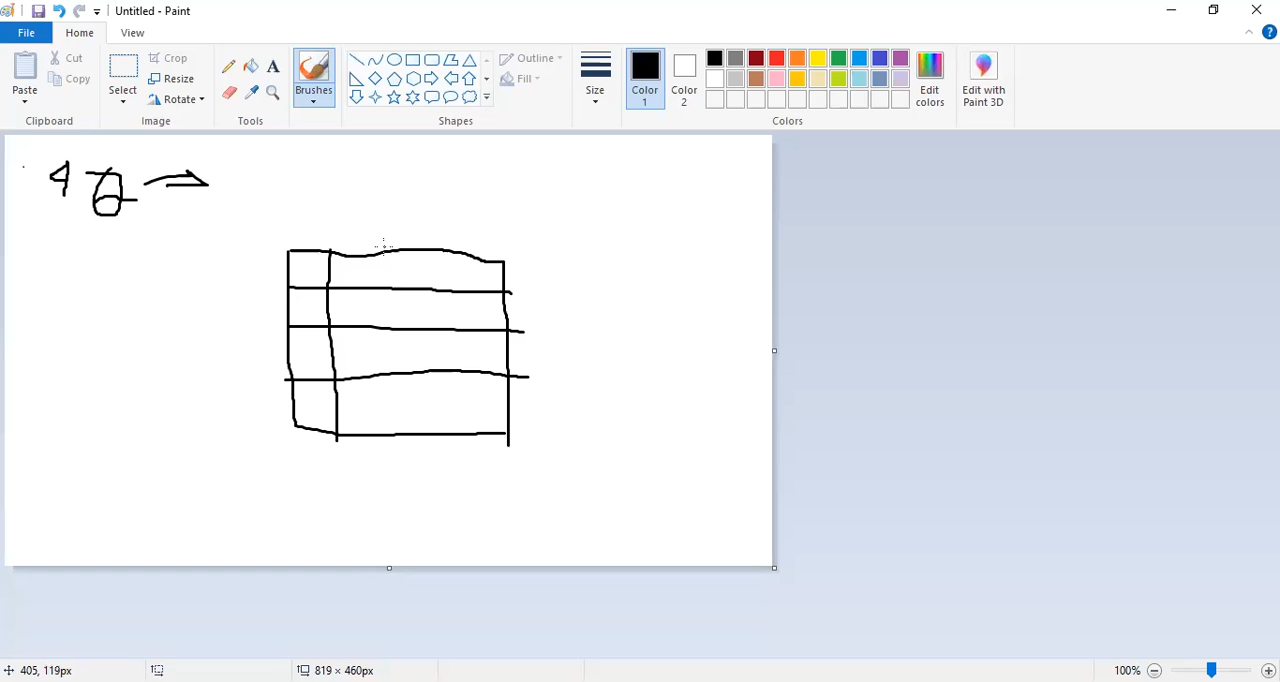 Untitled - Paint
File Home View
Paste Cut Copy Select Crop Resize Rotate Brushes Outline Fill Size Color 1 Color 2 Edit colors Edit with Paint 3D
Clipboard Image Tools Shapes Colors
4
405, 119px 819 × 460px 100%